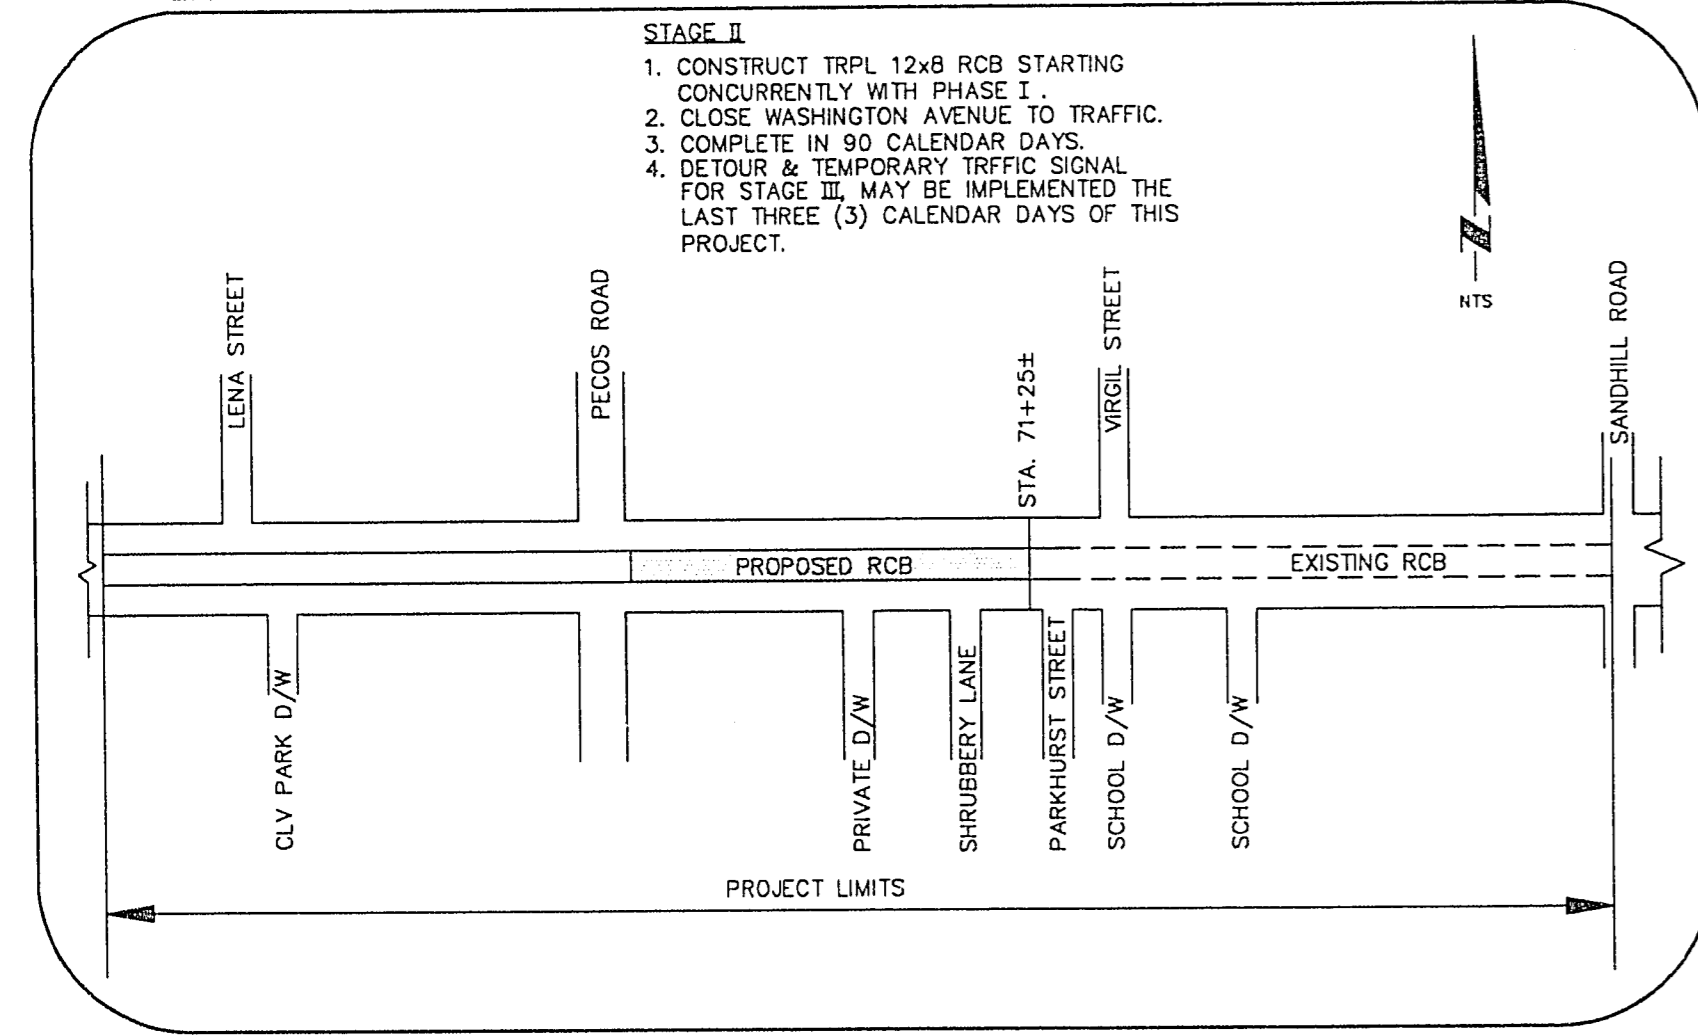 STAGE II
1. CONSTRUCT TRPL 12x8 RCB STARTING
CONCURRENTLY WITH PHASE I.
2. CLOSE WASHINGTON AVENUE TO TRAFFIC.
3. COMPLETE IN 90 CALENDAR DAYS.
4. DETOUR & TEMPORARY TRFFIC SIGNAL
FOR STAGE III, MAY BE IMPLEMENTED THE
LAST THREE (3) CALENDAR DAYS OF THIS
PROJECT.
N
NTS
LENA STREET
PECOS ROAD
STA. 71+25±
VIRGIL STREET
SANDHILL ROAD
PROPOSED RCB
EXISTING RCB
CLV PARK D/W
PRIVATE D/W
SHRUBBERY LANE
PARKHURST STREET
SCHOOL D/W
SCHOOL D/W
PROJECT LIMITS